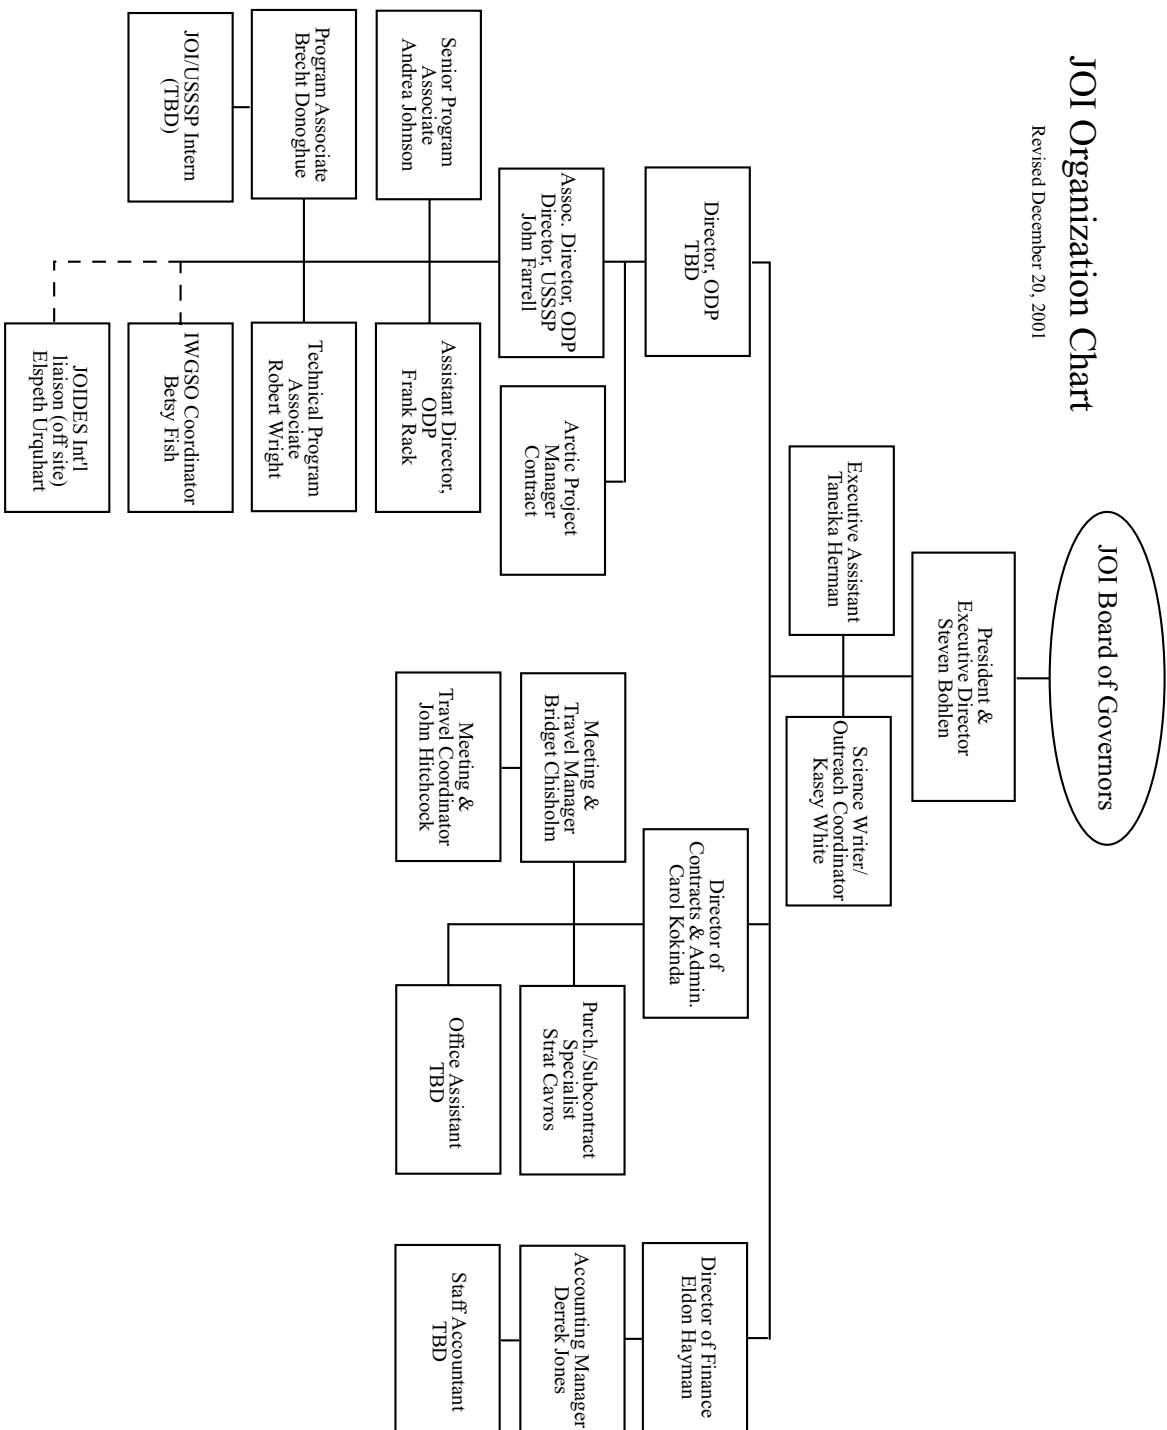 JOI Organization Chart
Revised December 20, 2001
JOI Board of Governors
President &
Executive Director
Steven Bohlen
Executive Assistant
Taneika Herman
Science Writer/
Outreach Coordinator
Kasey White
Director, ODP
TBD
Director of
Contracts & Admin.
Carol Kokinda
Director of Finance
Eldon Hayman
Assoc. Director, ODP
Director, USSSP
John Farrell
Arctic Project
Manager
Contract
Meeting &
Travel Manager
Bridget Chisholm
Purch./Subcontract
Specialist
Strat Cavros
Accounting Manager
Derrek Jones
Senior Program
Associate
Andrea Johnson
Assistant Director,
ODP
Frank Rack
Meeting &
Travel Coordinator
John Hitchcock
Office Assistant
TBD
Staff Accountant
TBD
Program Associate
Brecht Donoghue
Technical Program
Associate
Robert Wright
JOI/USSSP Intern
(TBD)
IWGSO Coordinator
Betsy Fish
JOIDES Int'l
liaison (off site)
Elspeth Urquhart